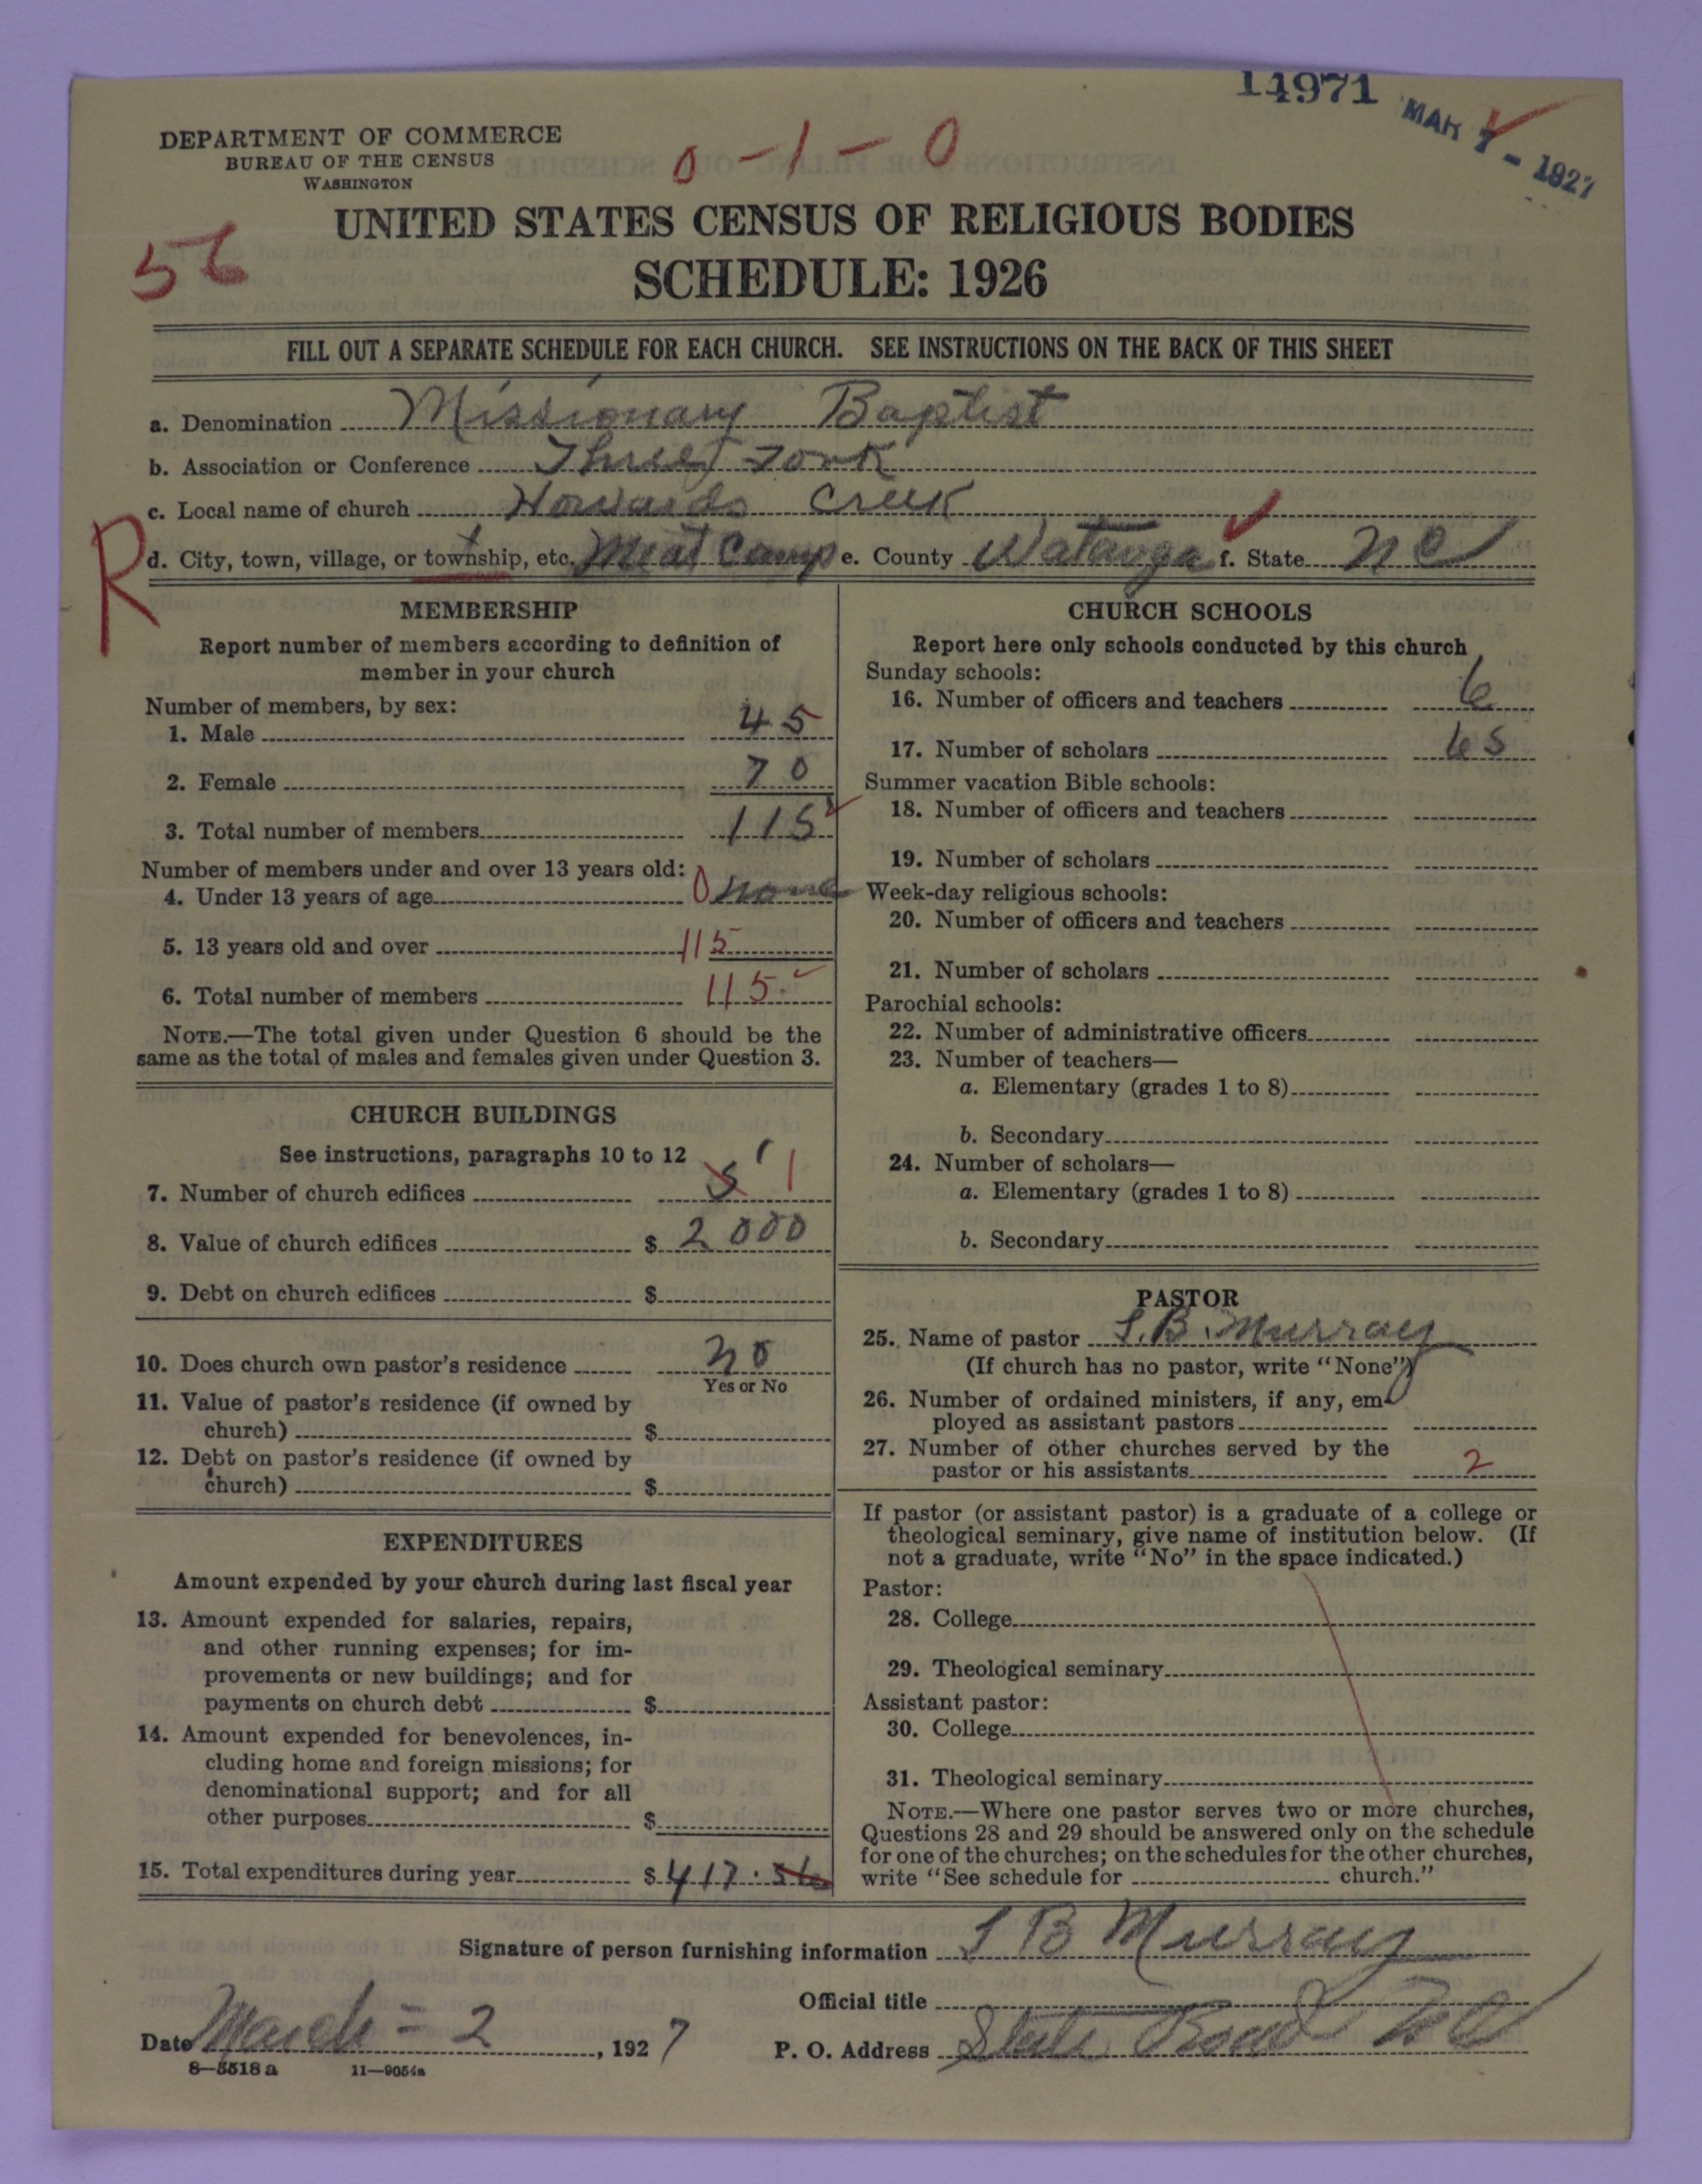 14971 MAR 7 - 1927
DEPARTMENT OF COMMERCE
BUREAU OF THE CENSUS
WASHINGTON
0 - 1 - 0
56
UNITED STATES CENSUS OF RELIGIOUS BODIES
SCHEDULE: 1926
FILL OUT A SEPARATE SCHEDULE FOR EACH CHURCH. SEE INSTRUCTIONS ON THE BACK OF THIS SHEET
a. Denomination Missionary Baptist
b. Association or Conference Three Fork
c. Local name of church Howards Creek
R
d. City, town, village, or township, etc. Meat Camp e. County Watauga f. State N C
MEMBERSHIP
Report number of members according to definition of
member in your church
Number of members, by sex:
1. Male 45
2. Female 70
3. Total number of members 115
Number of members under and over 13 years old:
4. Under 13 years of age 0 none
5. 13 years old and over 115
6. Total number of members 115
NOTE.—The total given under Question 6 should be the
same as the total of males and females given under Question 3.
CHURCH BUILDINGS
See instructions, paragraphs 10 to 12
7. Number of church edifices 5 1
8. Value of church edifices $ 2000
9. Debt on church edifices $
10. Does church own pastor's residence no
Yes or No
11. Value of pastor's residence (if owned by
church) $
12. Debt on pastor's residence (if owned by
church) $
EXPENDITURES
Amount expended by your church during last fiscal year
13. Amount expended for salaries, repairs,
and other running expenses; for im-
provements or new buildings; and for
payments on church debt $
14. Amount expended for benevolences, in-
cluding home and foreign missions; for
denominational support; and for all
other purposes $
15. Total expenditures during year $ 417.56
CHURCH SCHOOLS
Report here only schools conducted by this church
Sunday schools:
16. Number of officers and teachers 6
17. Number of scholars 65
Summer vacation Bible schools:
18. Number of officers and teachers
19. Number of scholars
Week-day religious schools:
20. Number of officers and teachers
21. Number of scholars
Parochial schools:
22. Number of administrative officers
23. Number of teachers—
a. Elementary (grades 1 to 8)
b. Secondary
24. Number of scholars—
a. Elementary (grades 1 to 8)
b. Secondary
PASTOR
25. Name of pastor L. B. Murray
(If church has no pastor, write "None")
26. Number of ordained ministers, if any, em-
ployed as assistant pastors
27. Number of other churches served by the
pastor or his assistants 2
If pastor (or assistant pastor) is a graduate of a college or
theological seminary, give name of institution below. (If
not a graduate, write "No" in the space indicated.)
Pastor:
28. College
29. Theological seminary
Assistant pastor:
30. College
31. Theological seminary
NOTE.—Where one pastor serves two or more churches,
Questions 28 and 29 should be answered only on the schedule
for one of the churches; on the schedules for the other churches,
write "See schedule for church."
Signature of person furnishing information L B Murray
Official title
Date March - 2, 1927 P. O. Address State Road N C
8—5518 a 11—9054a